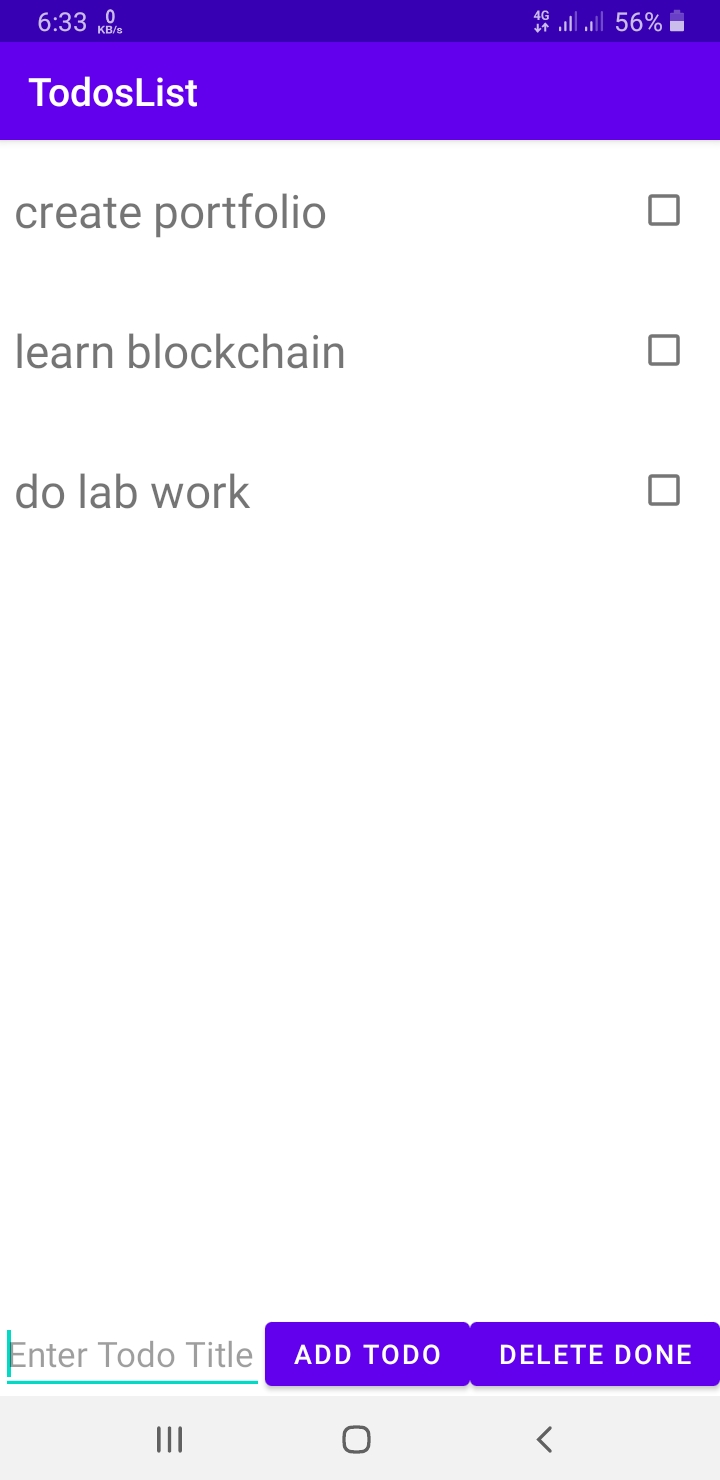 6:33 0 KB/s 4G 56%
TodosList
create portfolio
learn blockchain
do lab work
Enter Todo Title ADD TODO DELETE DONE